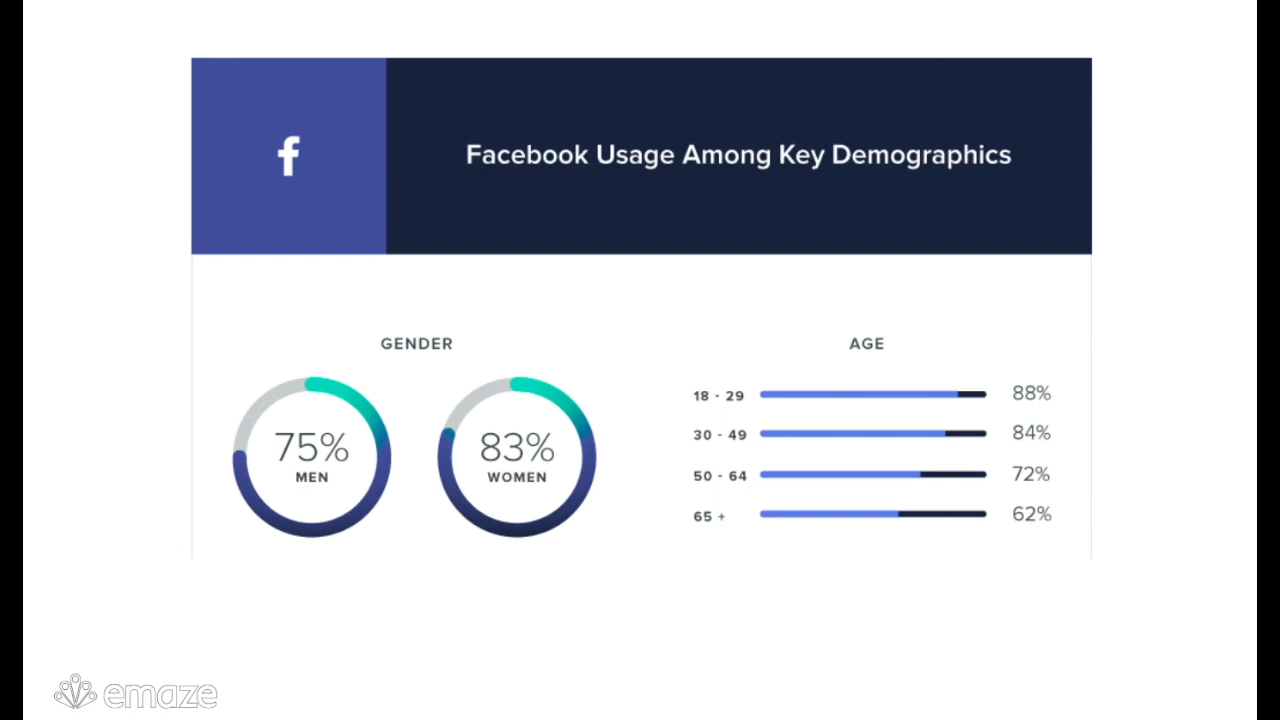 f
Facebook Usage Among Key Demographics
GENDER
75%
MEN
83%
WOMEN
AGE
18 - 29 88%
30 - 49 84%
50 - 64 72%
65 + 62%
emaze